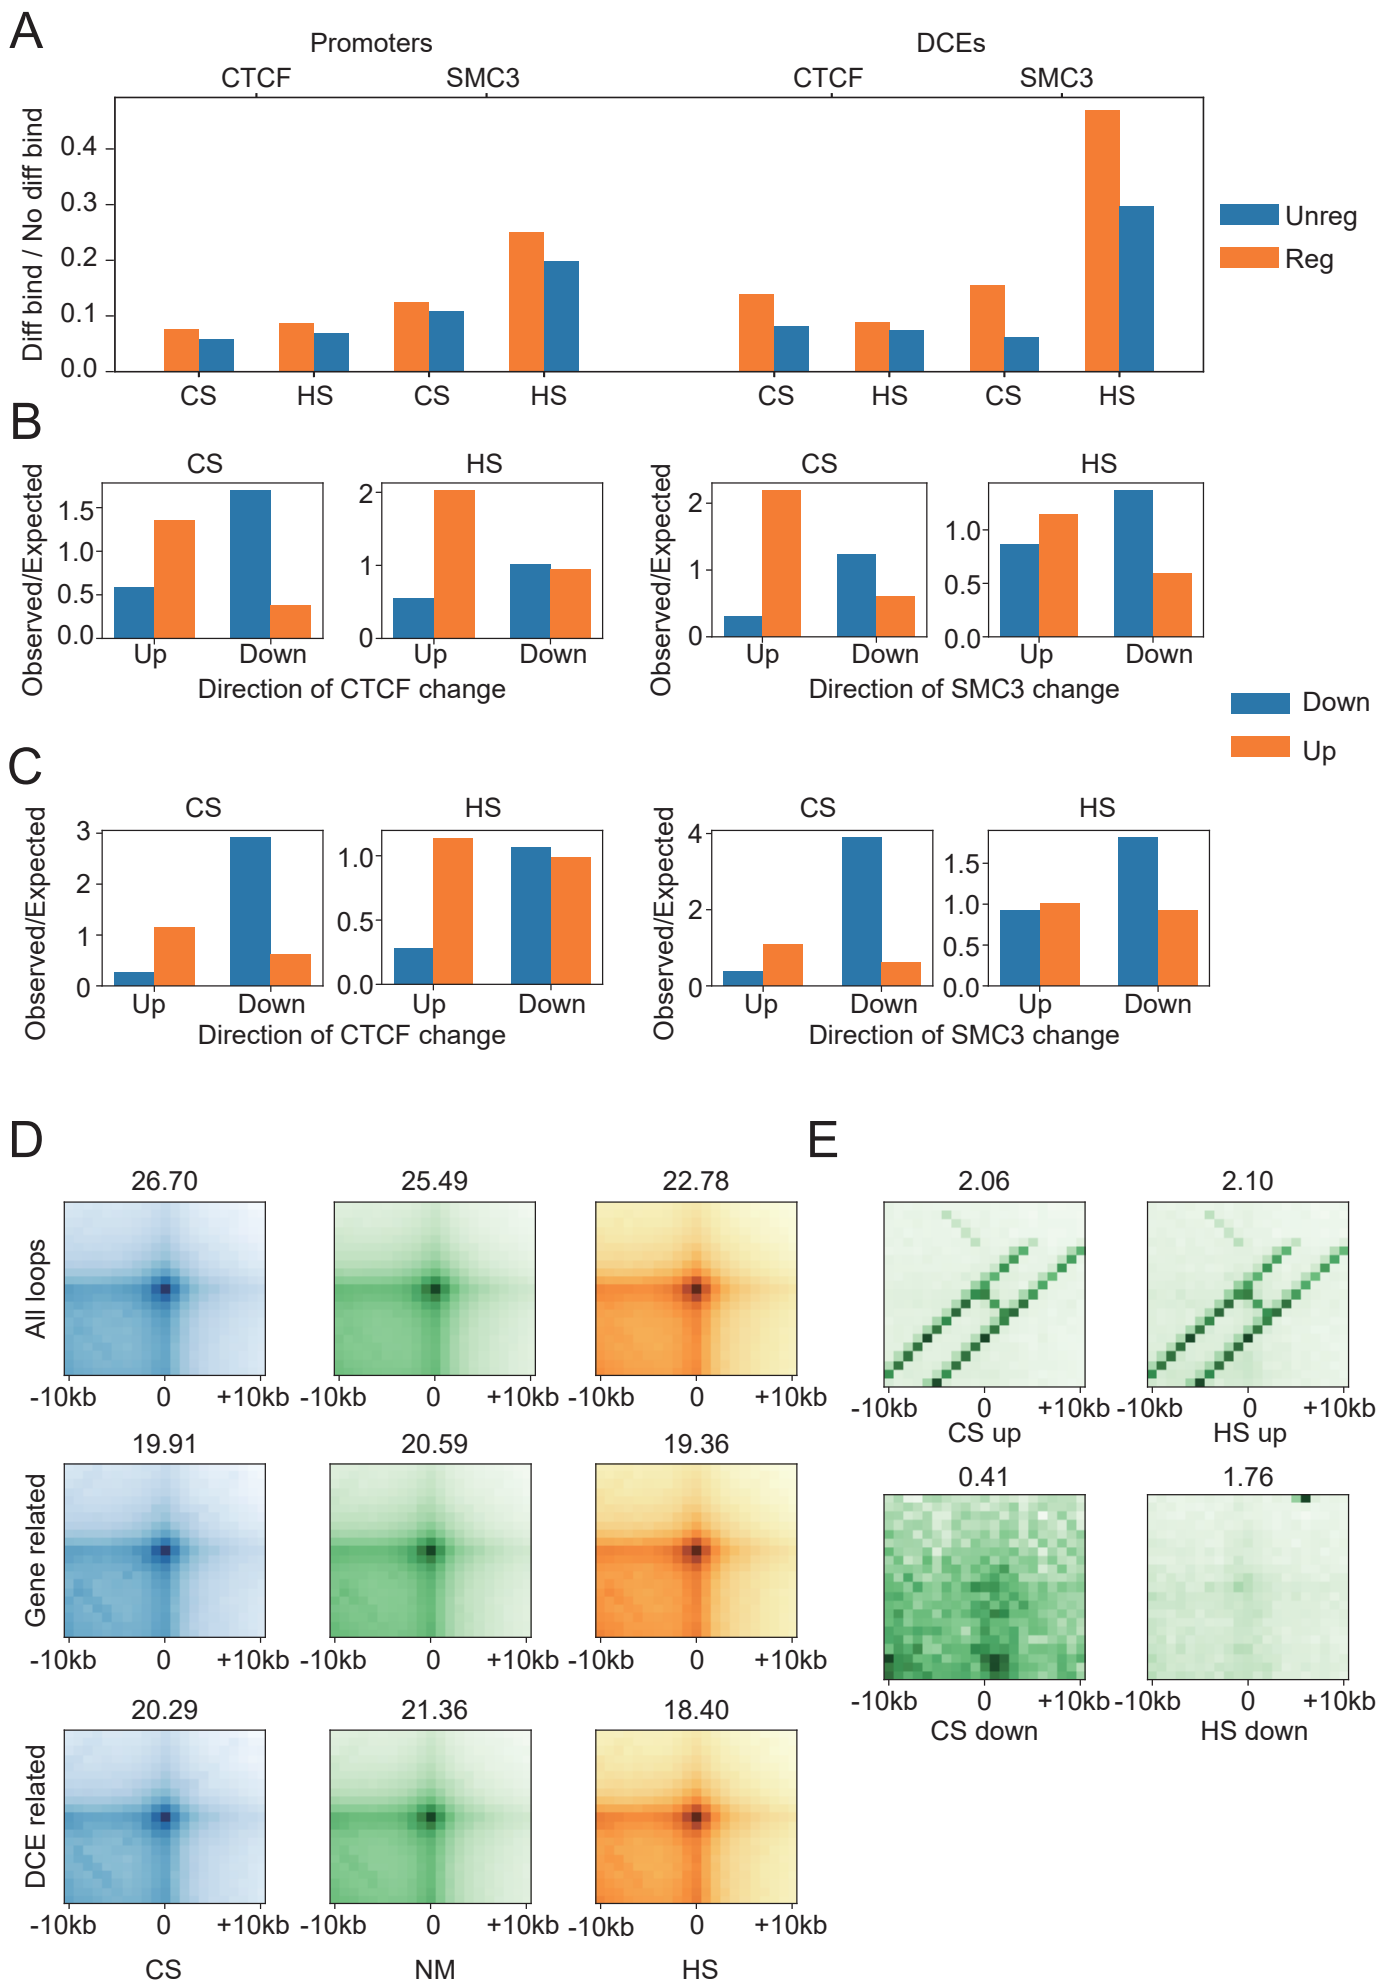 A
Promoters DCEs
CTCF SMC3 CTCF SMC3
Diff bind / No diff bind
0.4
0.3
0.2
0.1
0.0
CS HS CS HS CS HS CS HS
Unreg
Reg
B
CS HS CS HS
Observed/Expected
1.5
1.0
0.5
0.0
2
1
0
Observed/Expected
2
1
0
1.0
0.5
0.0
Up Down Up Down Up Down Up Down
Direction of CTCF change Direction of SMC3 change
Down
Up
C
CS HS CS HS
Observed/Expected
3
2
1
0
1.0
0.5
0.0
Observed/Expected
4
2
0
1.5
1.0
0.5
0.0
Up Down Up Down Up Down Up Down
Direction of CTCF change Direction of SMC3 change
D
26.70 25.49 22.78
All loops
-10kb 0 +10kb -10kb 0 +10kb -10kb 0 +10kb
19.91 20.59 19.36
Gene related
-10kb 0 +10kb -10kb 0 +10kb -10kb 0 +10kb
20.29 21.36 18.40
DCE related
-10kb 0 +10kb -10kb 0 +10kb -10kb 0 +10kb
CS NM HS
E
2.06 2.10
-10kb 0 +10kb -10kb 0 +10kb
CS up HS up
0.41 1.76
-10kb 0 +10kb -10kb 0 +10kb
CS down HS down